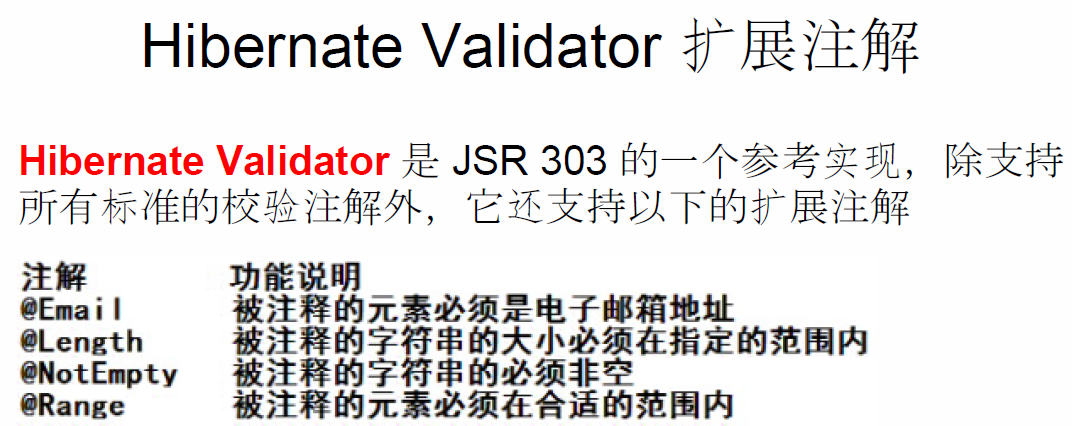 Hibernate Validator 扩展注解
Hibernate Validator 是 JSR 303 的一个参考实现，除支持
所有标准的校验注解外，它还支持以下的扩展注解
注解 功能说明
@Email 被注释的元素必须是电子邮箱地址
@Length 被注释的字符串的大小必须在指定的范围内
@NotEmpty 被注释的字符串的必须非空
@Range 被注释的元素必须在合适的范围内